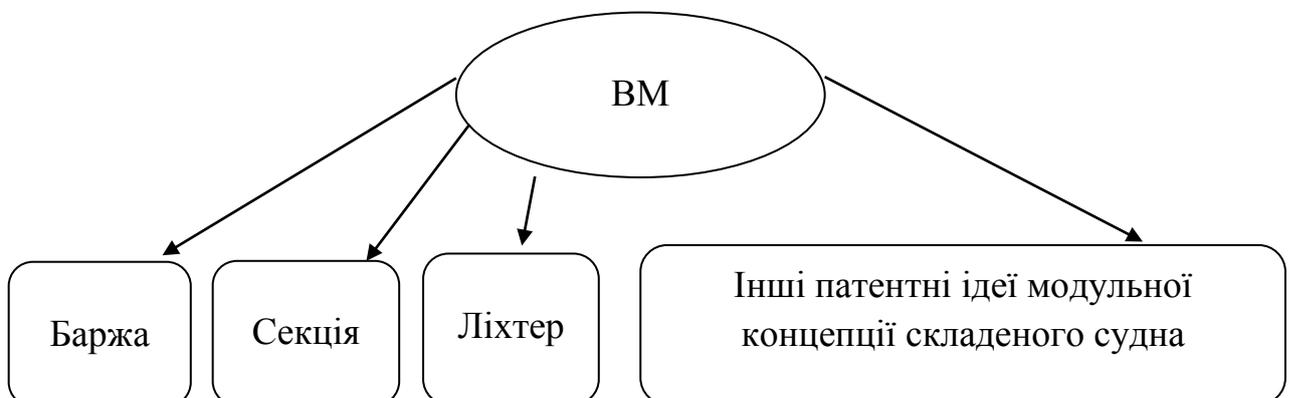 ВМ
Баржа
Секція
Ліхтер
Інші патентні ідеї модульної
концепції складеного судна